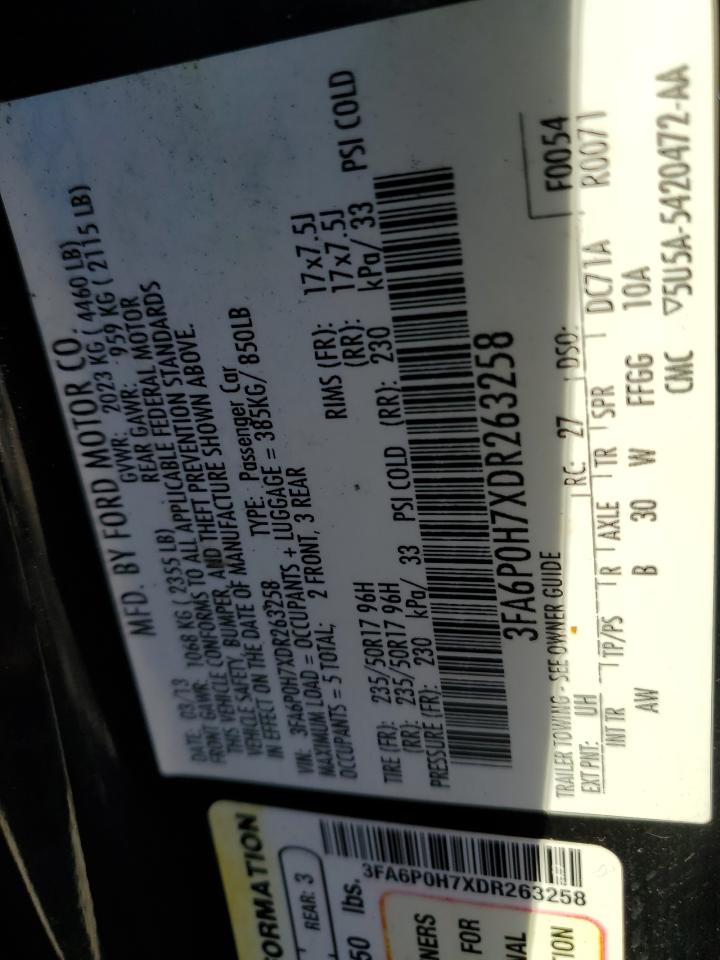 MFD. BY FORD MOTOR CO.
DATE: 03/13 GVWR: 2023 KG ( 4460 LB)
FRONT GAWR: 1068 KG ( 2355 LB) REAR GAWR: 959 KG ( 2115 LB)
THIS VEHICLE CONFORMS TO ALL APPLICABLE FEDERAL MOTOR
VEHICLE SAFETY, BUMPER, AND THEFT PREVENTION STANDARDS
IN EFFECT ON THE DATE OF MANUFACTURE SHOWN ABOVE.
VIN: 3FA6P0H7XDR263258 TYPE: Passenger Car
MAXIMUM LOAD = OCCUPANTS + LUGGAGE = 385KG/ 850LB
OCCUPANTS = 5 TOTAL; 2 FRONT, 3 REAR
TIRE (FR): 235/50R17 96H RIMS (FR): 17x7.5J
(RR): 235/50R17 96H (RR): 17x7.5J
PRESSURE (FR): 230 kPa/ 33 PSI COLD (RR): 230 kPa/ 33 PSI COLD
3FA6P0H7XDR263258
F0054
R0071
TRAILER TOWING - SEE OWNER GUIDE
EXT PNT: UH RC: 27 DSO:
INT TR TP/PS R AXLE TR SPR DC71A
AW B 30 W FFGG 10A
CMC ▽5U5A-5420472-AA
ORMATION
REAR: 3
50 lbs.
3FA6P0H7XDR263258
NERS
FOR
NAL
TION